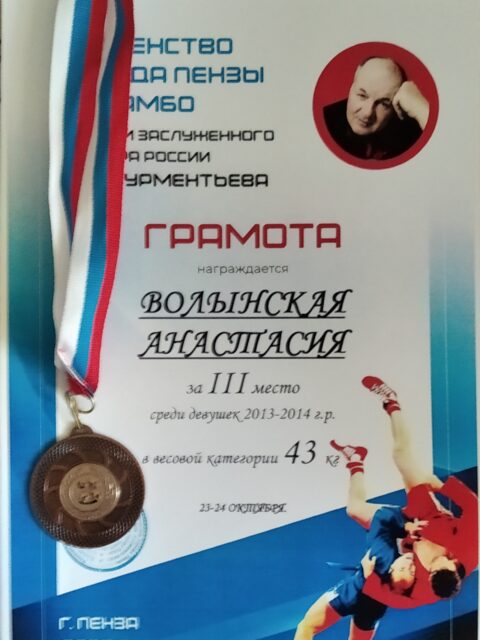 ЕНСТВО
ДА ПЕНЗЫ
АМБО
И ЗАСЛУЖЕННОГО
РА РОССИИ
УРМЕНТЬЕВА
ГРАМОТА
награждается
ВОЛЫНСКАЯ
АНАСТАСИЯ
за III место
среди девушек 2013-2014 г.р.
в весовой категории 43 кг
23-24 ОКТЯБРЯ
Г. ПЕНЗА